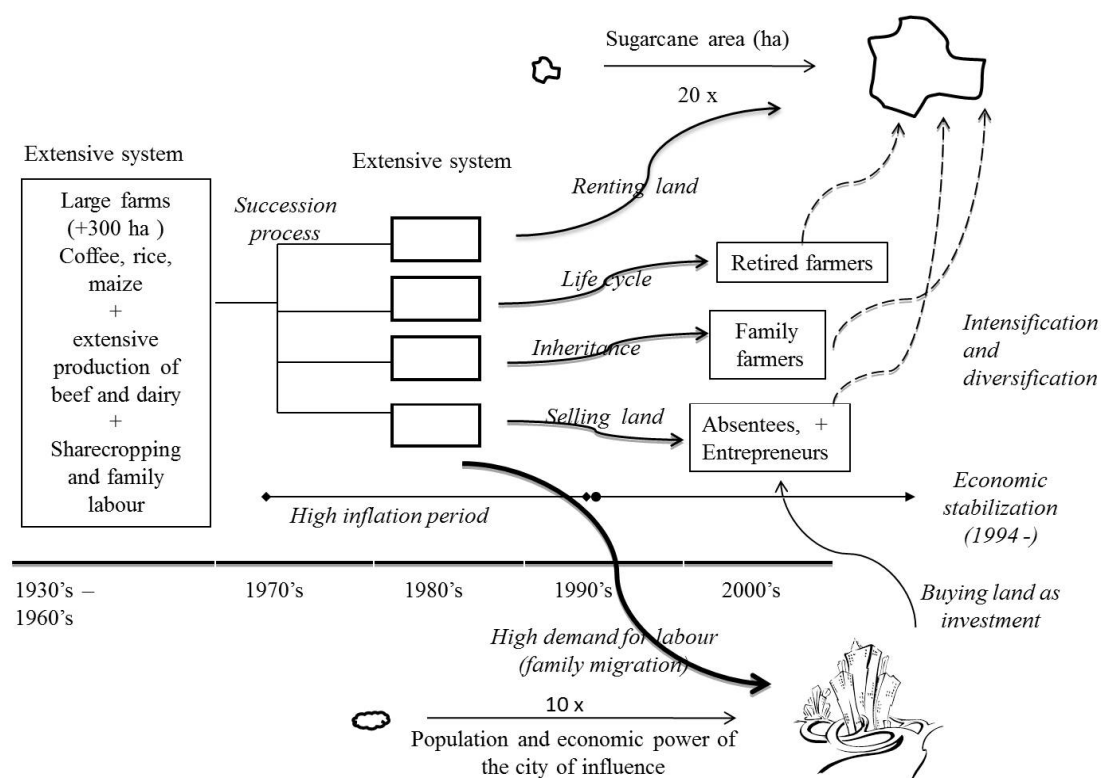 Sugarcane area (ha)
20 x
Extensive system
Large farms
(+300 ha )
Coffee, rice,
maize
+
extensive
production of
beef and dairy
+
Sharecropping
and family
labour
Succession
process
Extensive system
Renting land
Life cycle
Inheritance
Selling land
Retired farmers
Family
farmers
Absentees, +
Entrepreneurs
Intensification
and
diversification
High inflation period
Economic
stabilization
(1994 -)
1930’s –
1960’s
1970’s
1980’s
1990’s
2000’s
Buying land as
investment
High demand for labour
(family migration)
10 x
Population and economic power of
the city of influence